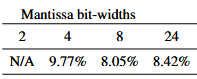 Mantissa bit-widths
2 4 8 24
N/A 9.77% 8.05% 8.42%